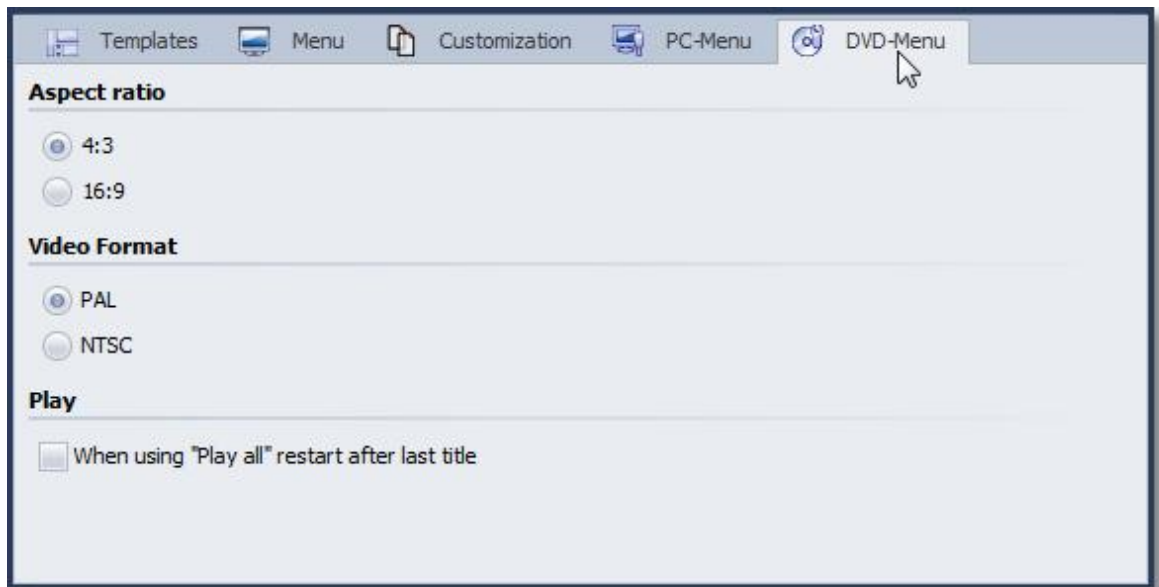 Templates Menu Customization PC-Menu DVD-Menu
Aspect ratio
4:3
16:9
Video Format
PAL
NTSC
Play
When using "Play all" restart after last title